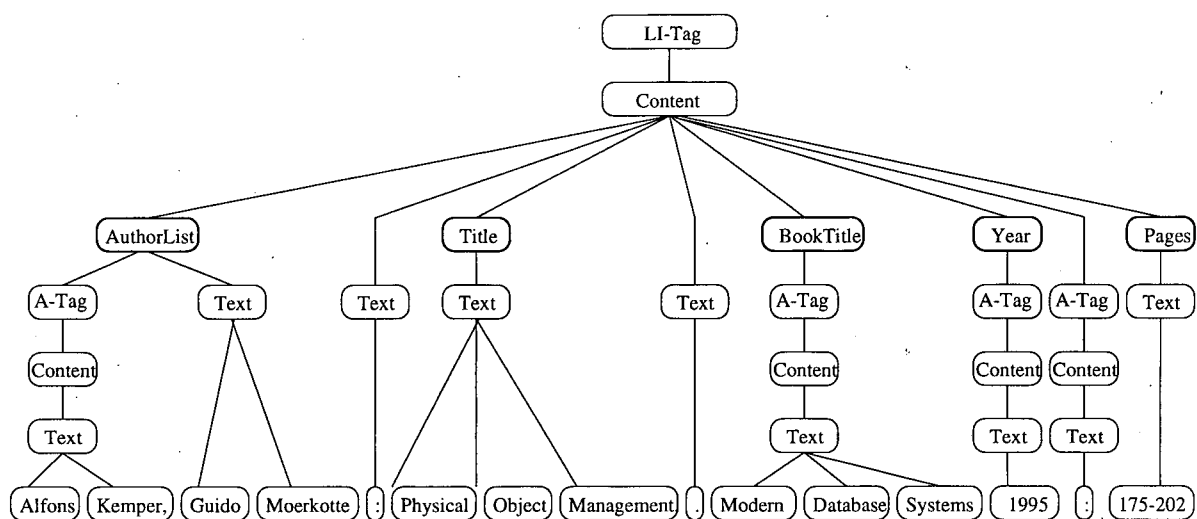 LI-Tag
Content
AuthorList Title BookTitle Year Pages
A-Tag Text Text Text Text A-Tag A-Tag A-Tag Text
Content Content Content Content
Text Text Text Text
Alfons Kemper, Guido Moerkotte : Physical Object Management . Modern Database Systems 1995 : 175-202